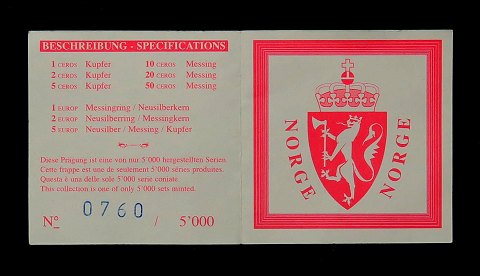 BESCHREIBUNG - SPECIFICATIONS
1 CEROS Kupfer 10 CEROS Messing
2 CEROS Kupfer 20 CEROS Messing
5 CEROS Kupfer 50 CEROS Messing
1 EUROP Messingring / Neusilberkern
2 EUROP Neusilberring / Messingkern
5 EUROP Neusilber / Messing / Kupfer
Diese Prägung ist eine von nur 5'000 hergestellten Serien.
Cette frappe est une de seulement 5'000 séries produites.
Questa è una delle sole 5'000 serie coniate.
This collection is one of only 5'000 sets minted.
Nº 0760 / 5'000
NORGE
NORGE